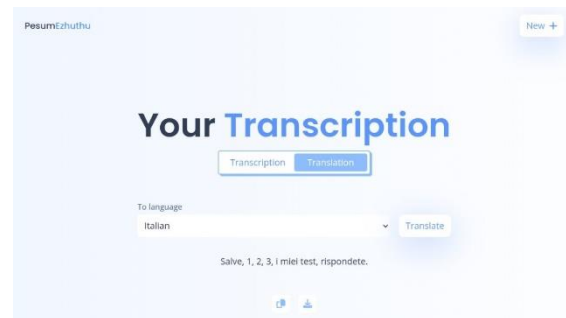 PesumEzhuthu
New +
Your Transcription
Transcription Translation
To language
Italian
Translate
Salve, 1, 2, 3, i miei test, rispondete.